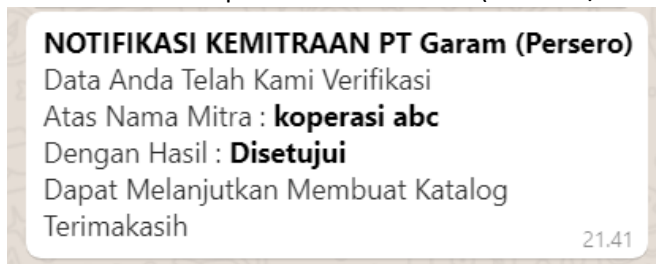 NOTIFIKASI KEMITRAAN PT Garam (Persero)
Data Anda Telah Kami Verifikasi
Atas Nama Mitra : koperasi abc
Dengan Hasil : Disetujui
Dapat Melanjutkan Membuat Katalog
Terimakasih
21.41